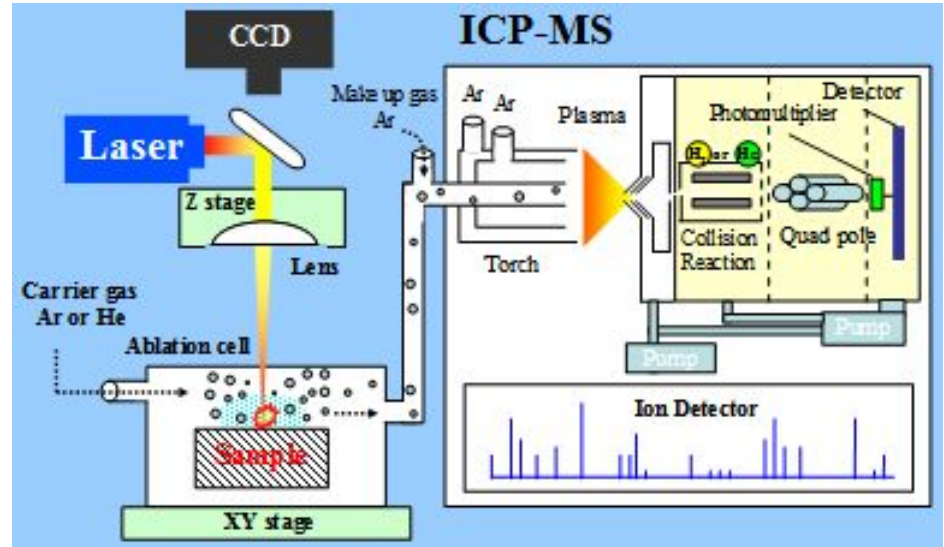 CCD
ICP-MS
Make up gas
Ar
Ar
Ar
Plasma
Detector
Photomultiplier
Laser
H₂ or He
Z stage
Lens
Torch
Collision
Reaction
Quad pole
Carrier gas
Ar or He
Ablation cell
Pump
Pump
Ion Detector
Sample
XY stage